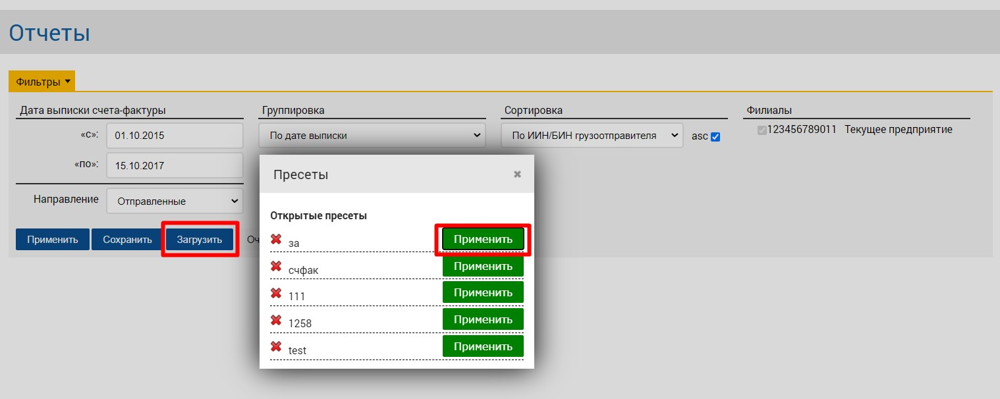 Отчеты
Фильтры
Дата выписки счета-фактуры
Группировка
Сортировка
Филиалы
«с»:
01.10.2015
По дате выписки
По ИИН/БИН грузоотправителя
asc
123456789011 Текущее предприятие
«по»:
15.10.2017
Направление
Отправленные
Применить
Сохранить
Загрузить
Оч
Пресеты
Открытые пресеты
за
Применить
счфак
Применить
111
Применить
1258
Применить
test
Применить